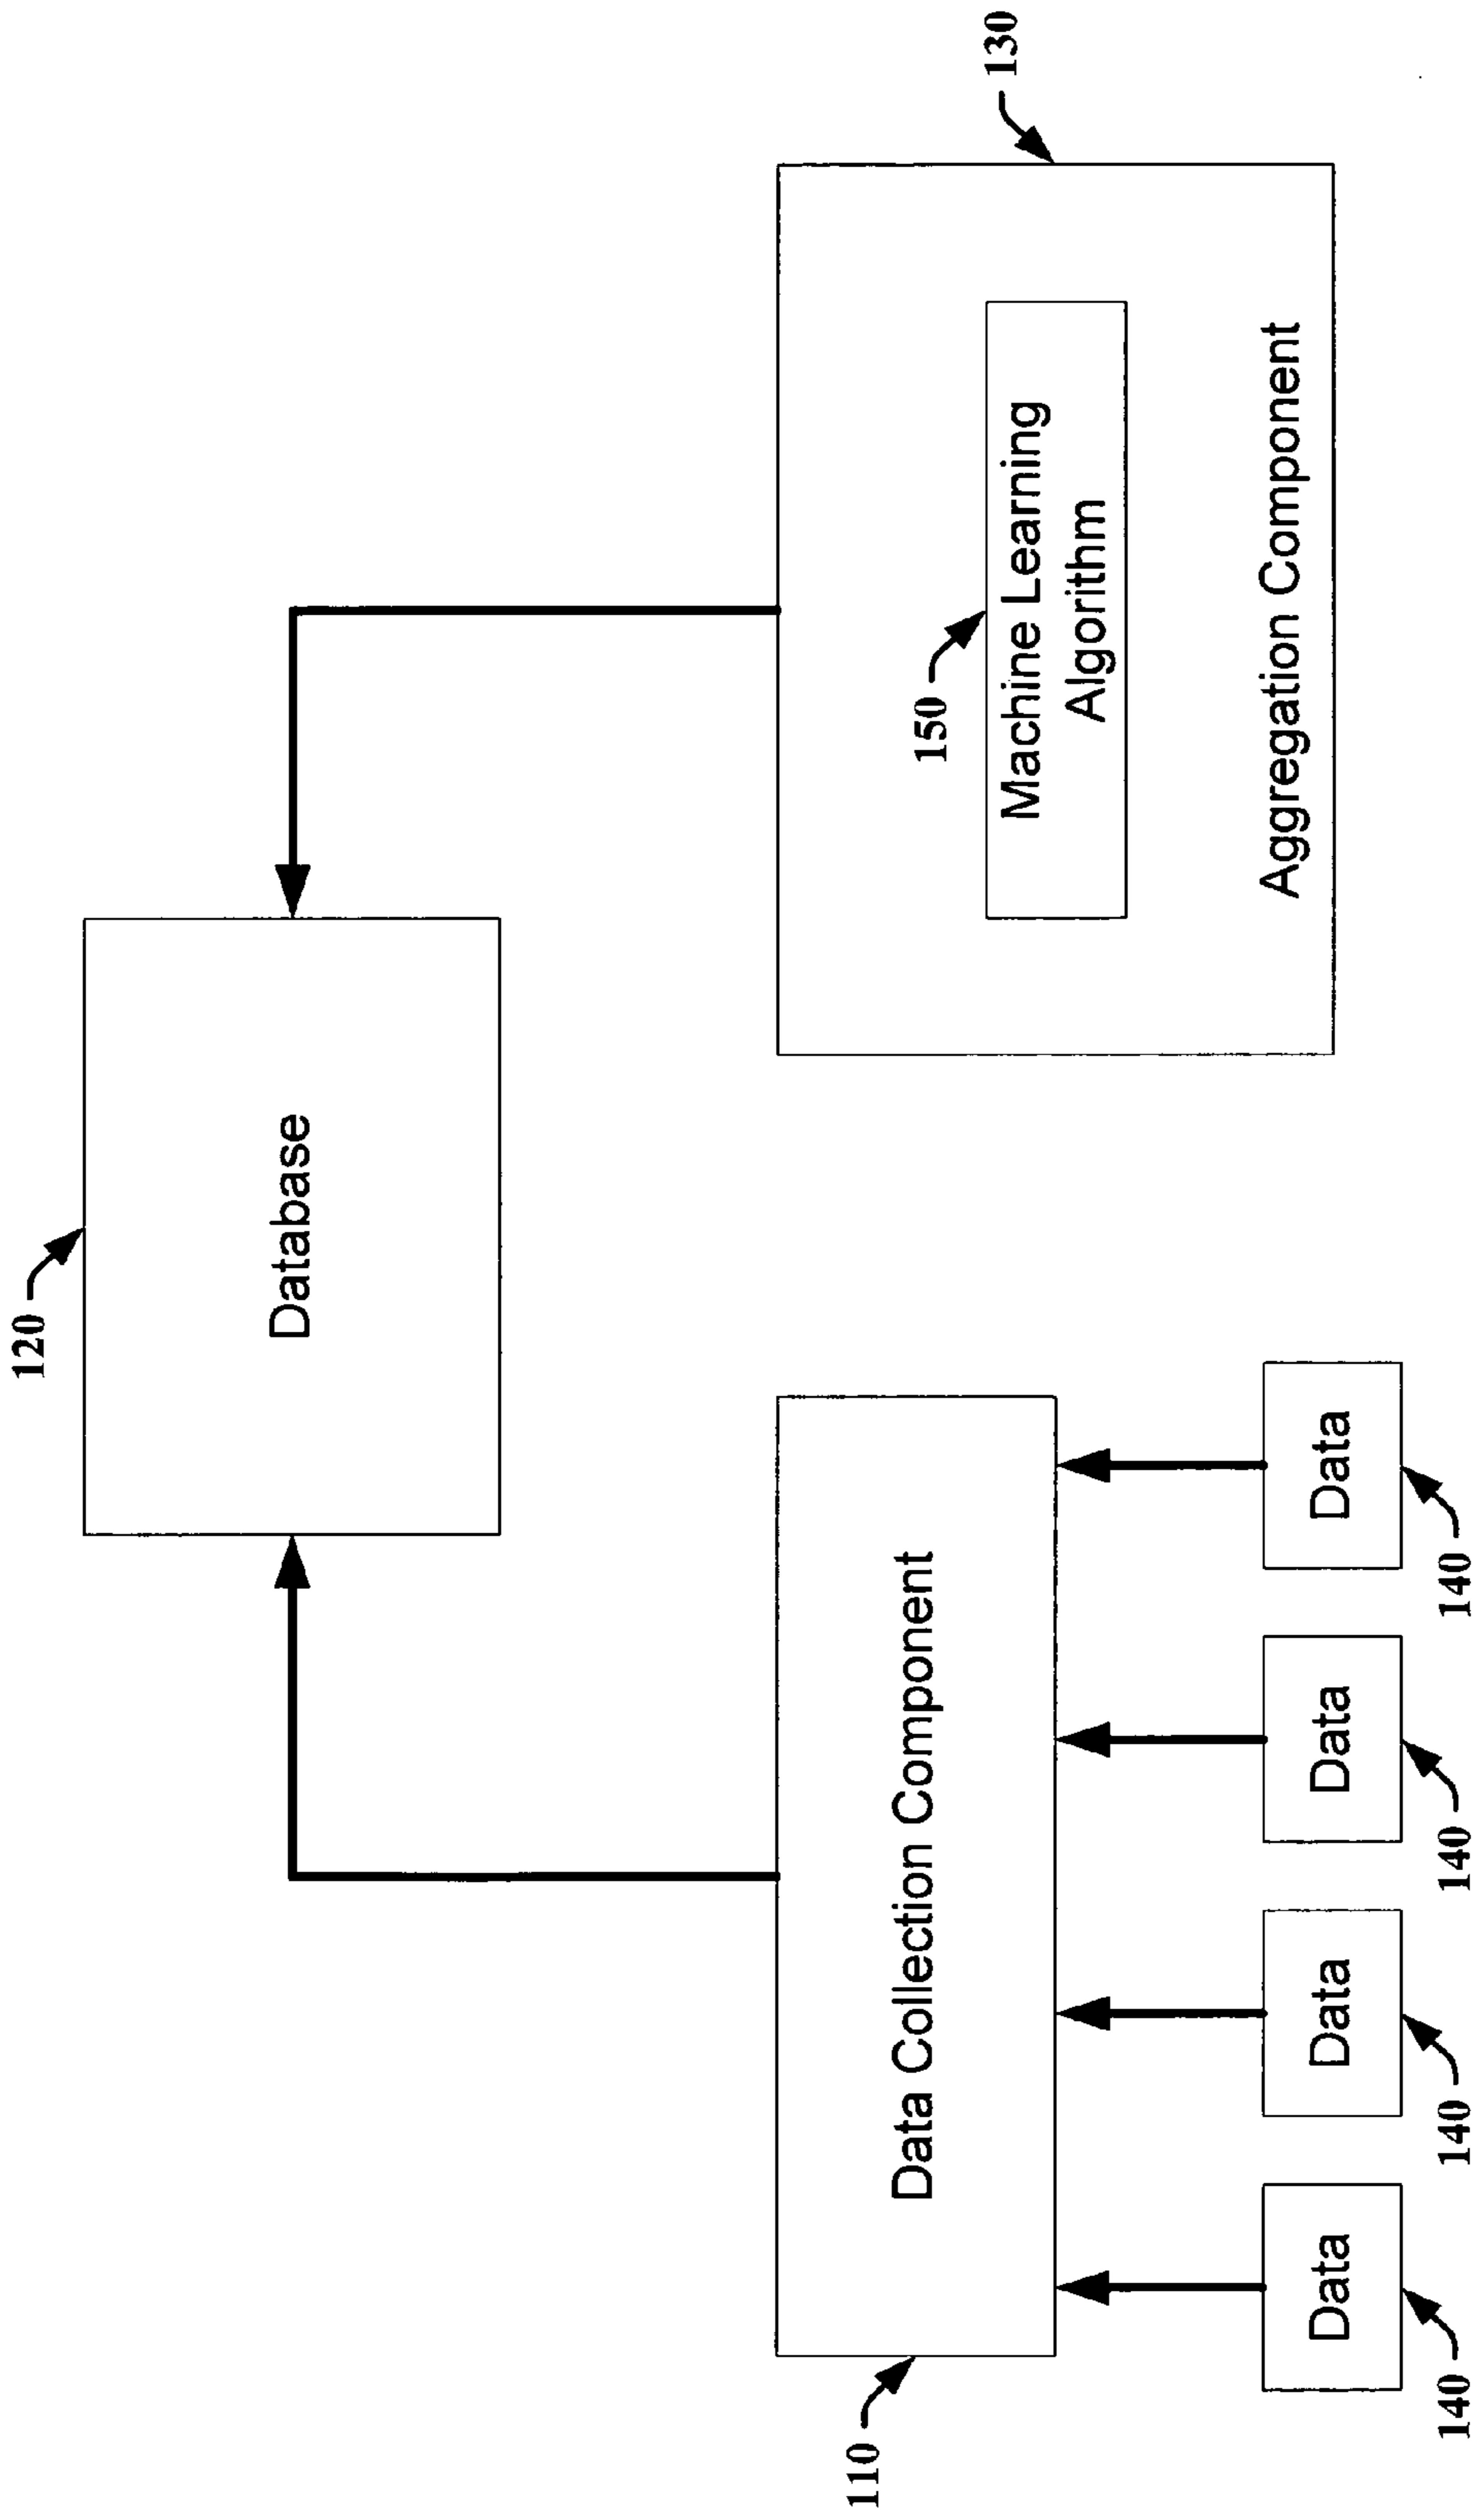 120
Database
130
150
Machine Learning
Algorithm
Aggregation Component
110
Data Collection Component
Data
Data
Data
Data
140
140
140
140